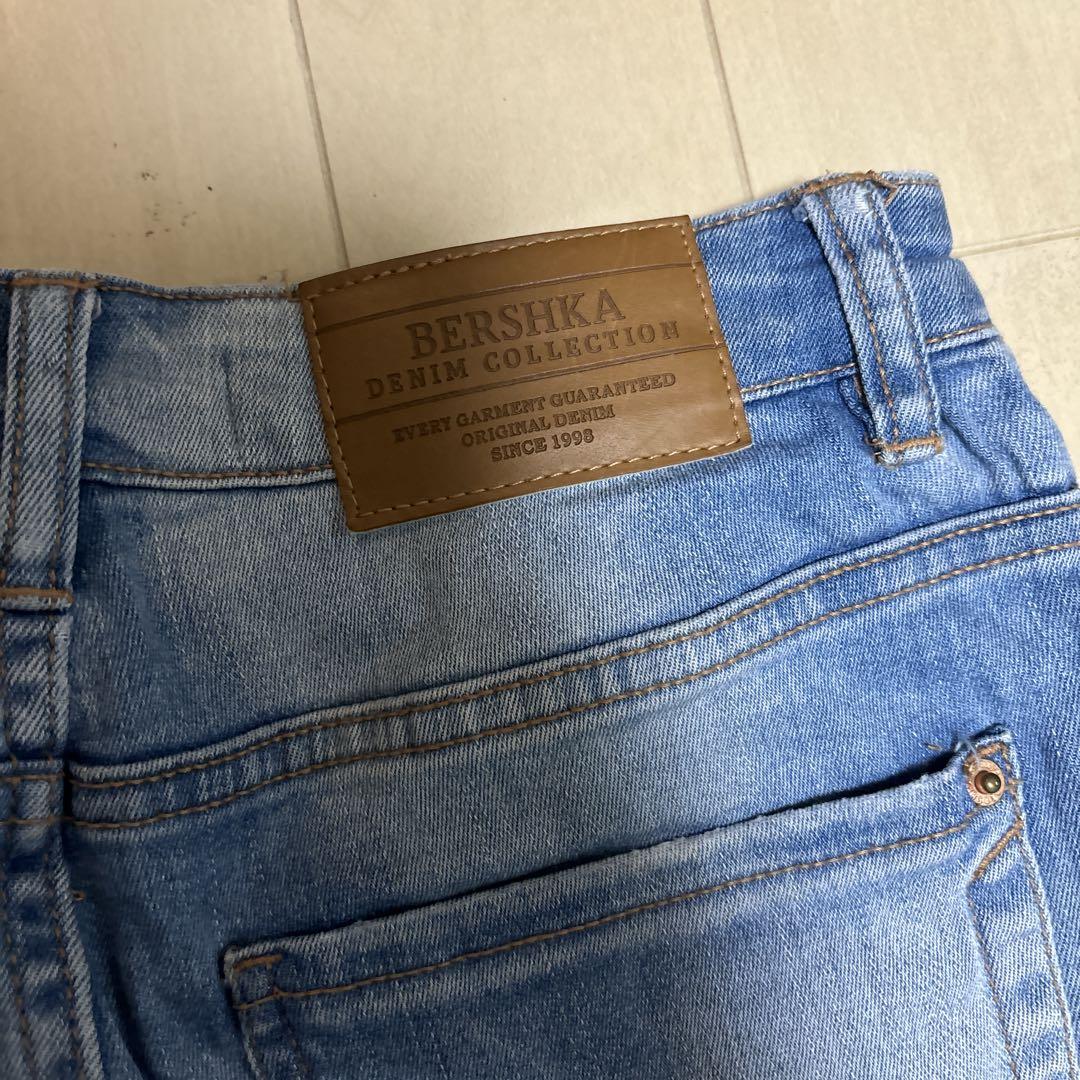 BERSHKA
DENIM COLLECTION
EVERY GARMENT GUARANTEED
ORIGINAL DENIM
SINCE 1998